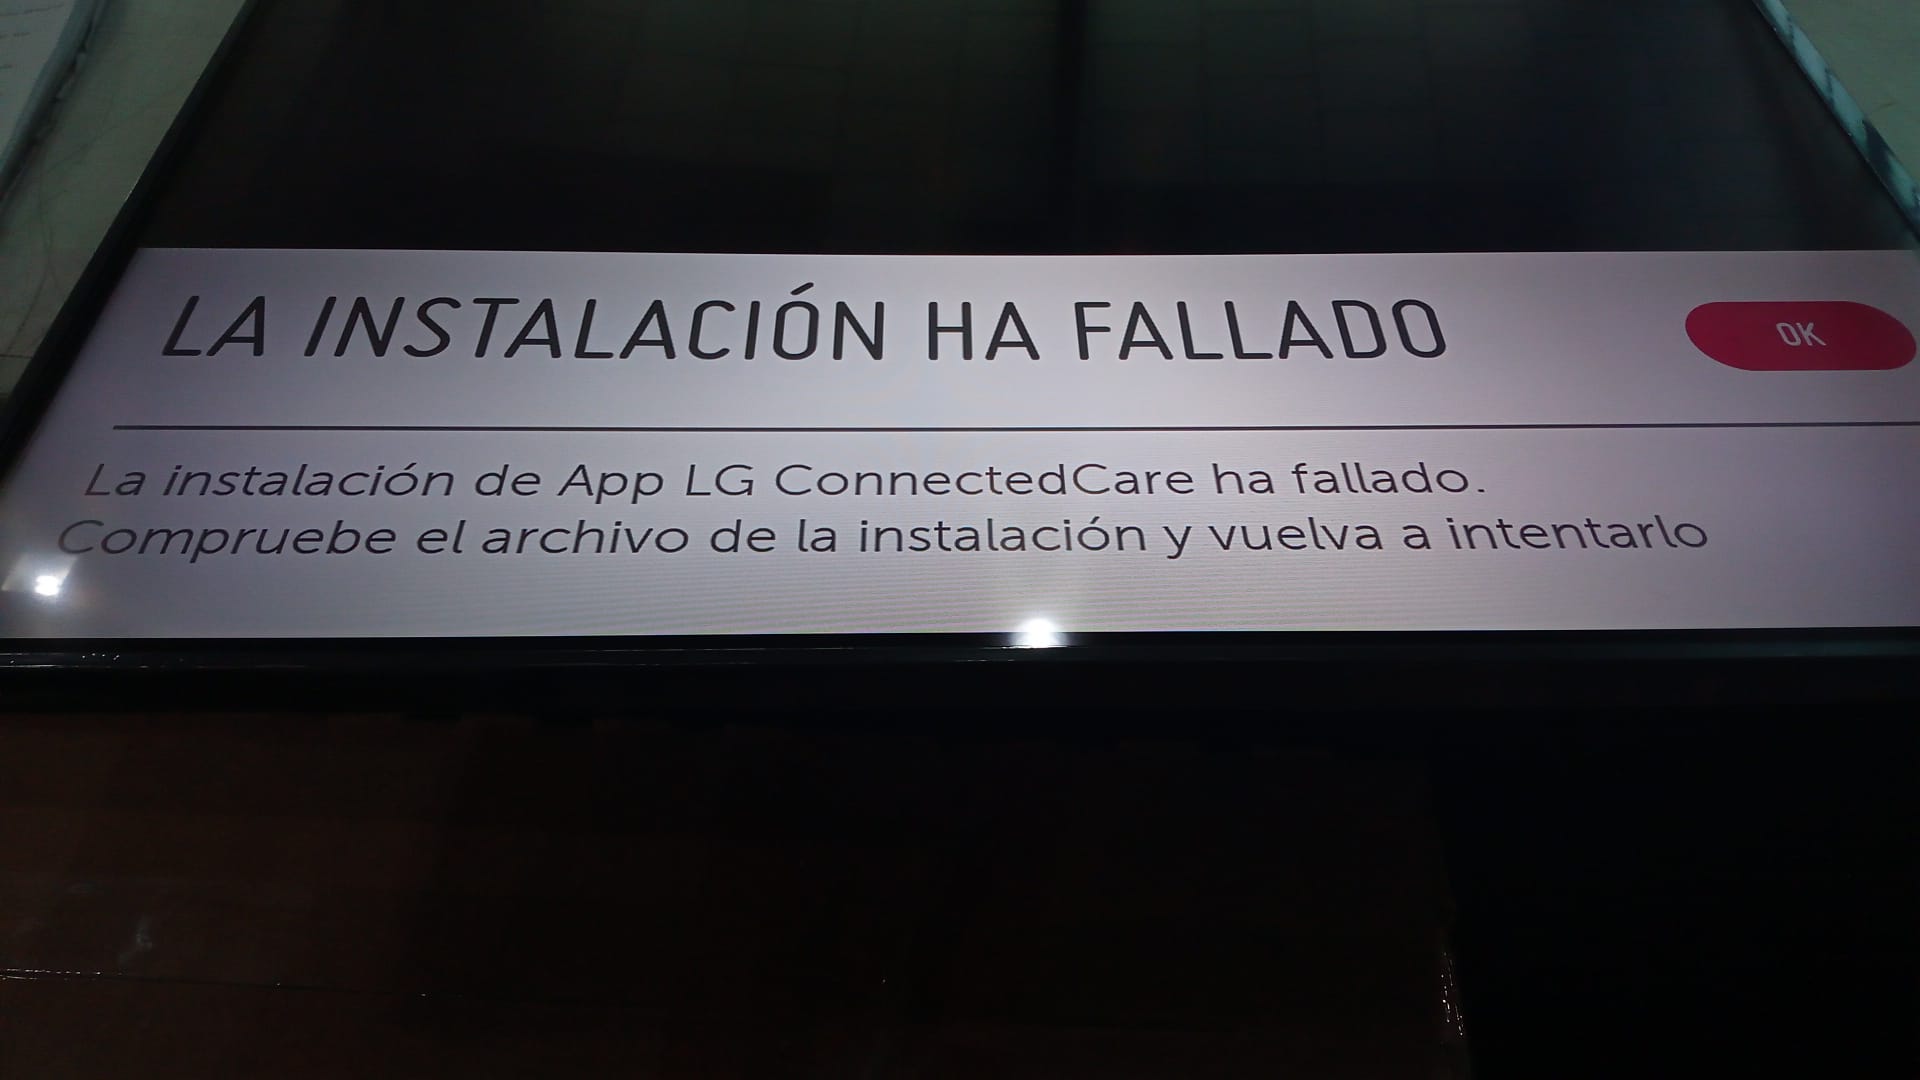 LA INSTALACIÓN HA FALLADO
OK
La instalación de App LG ConnectedCare ha fallado.
Compruebe el archivo de la instalación y vuelva a intentarlo